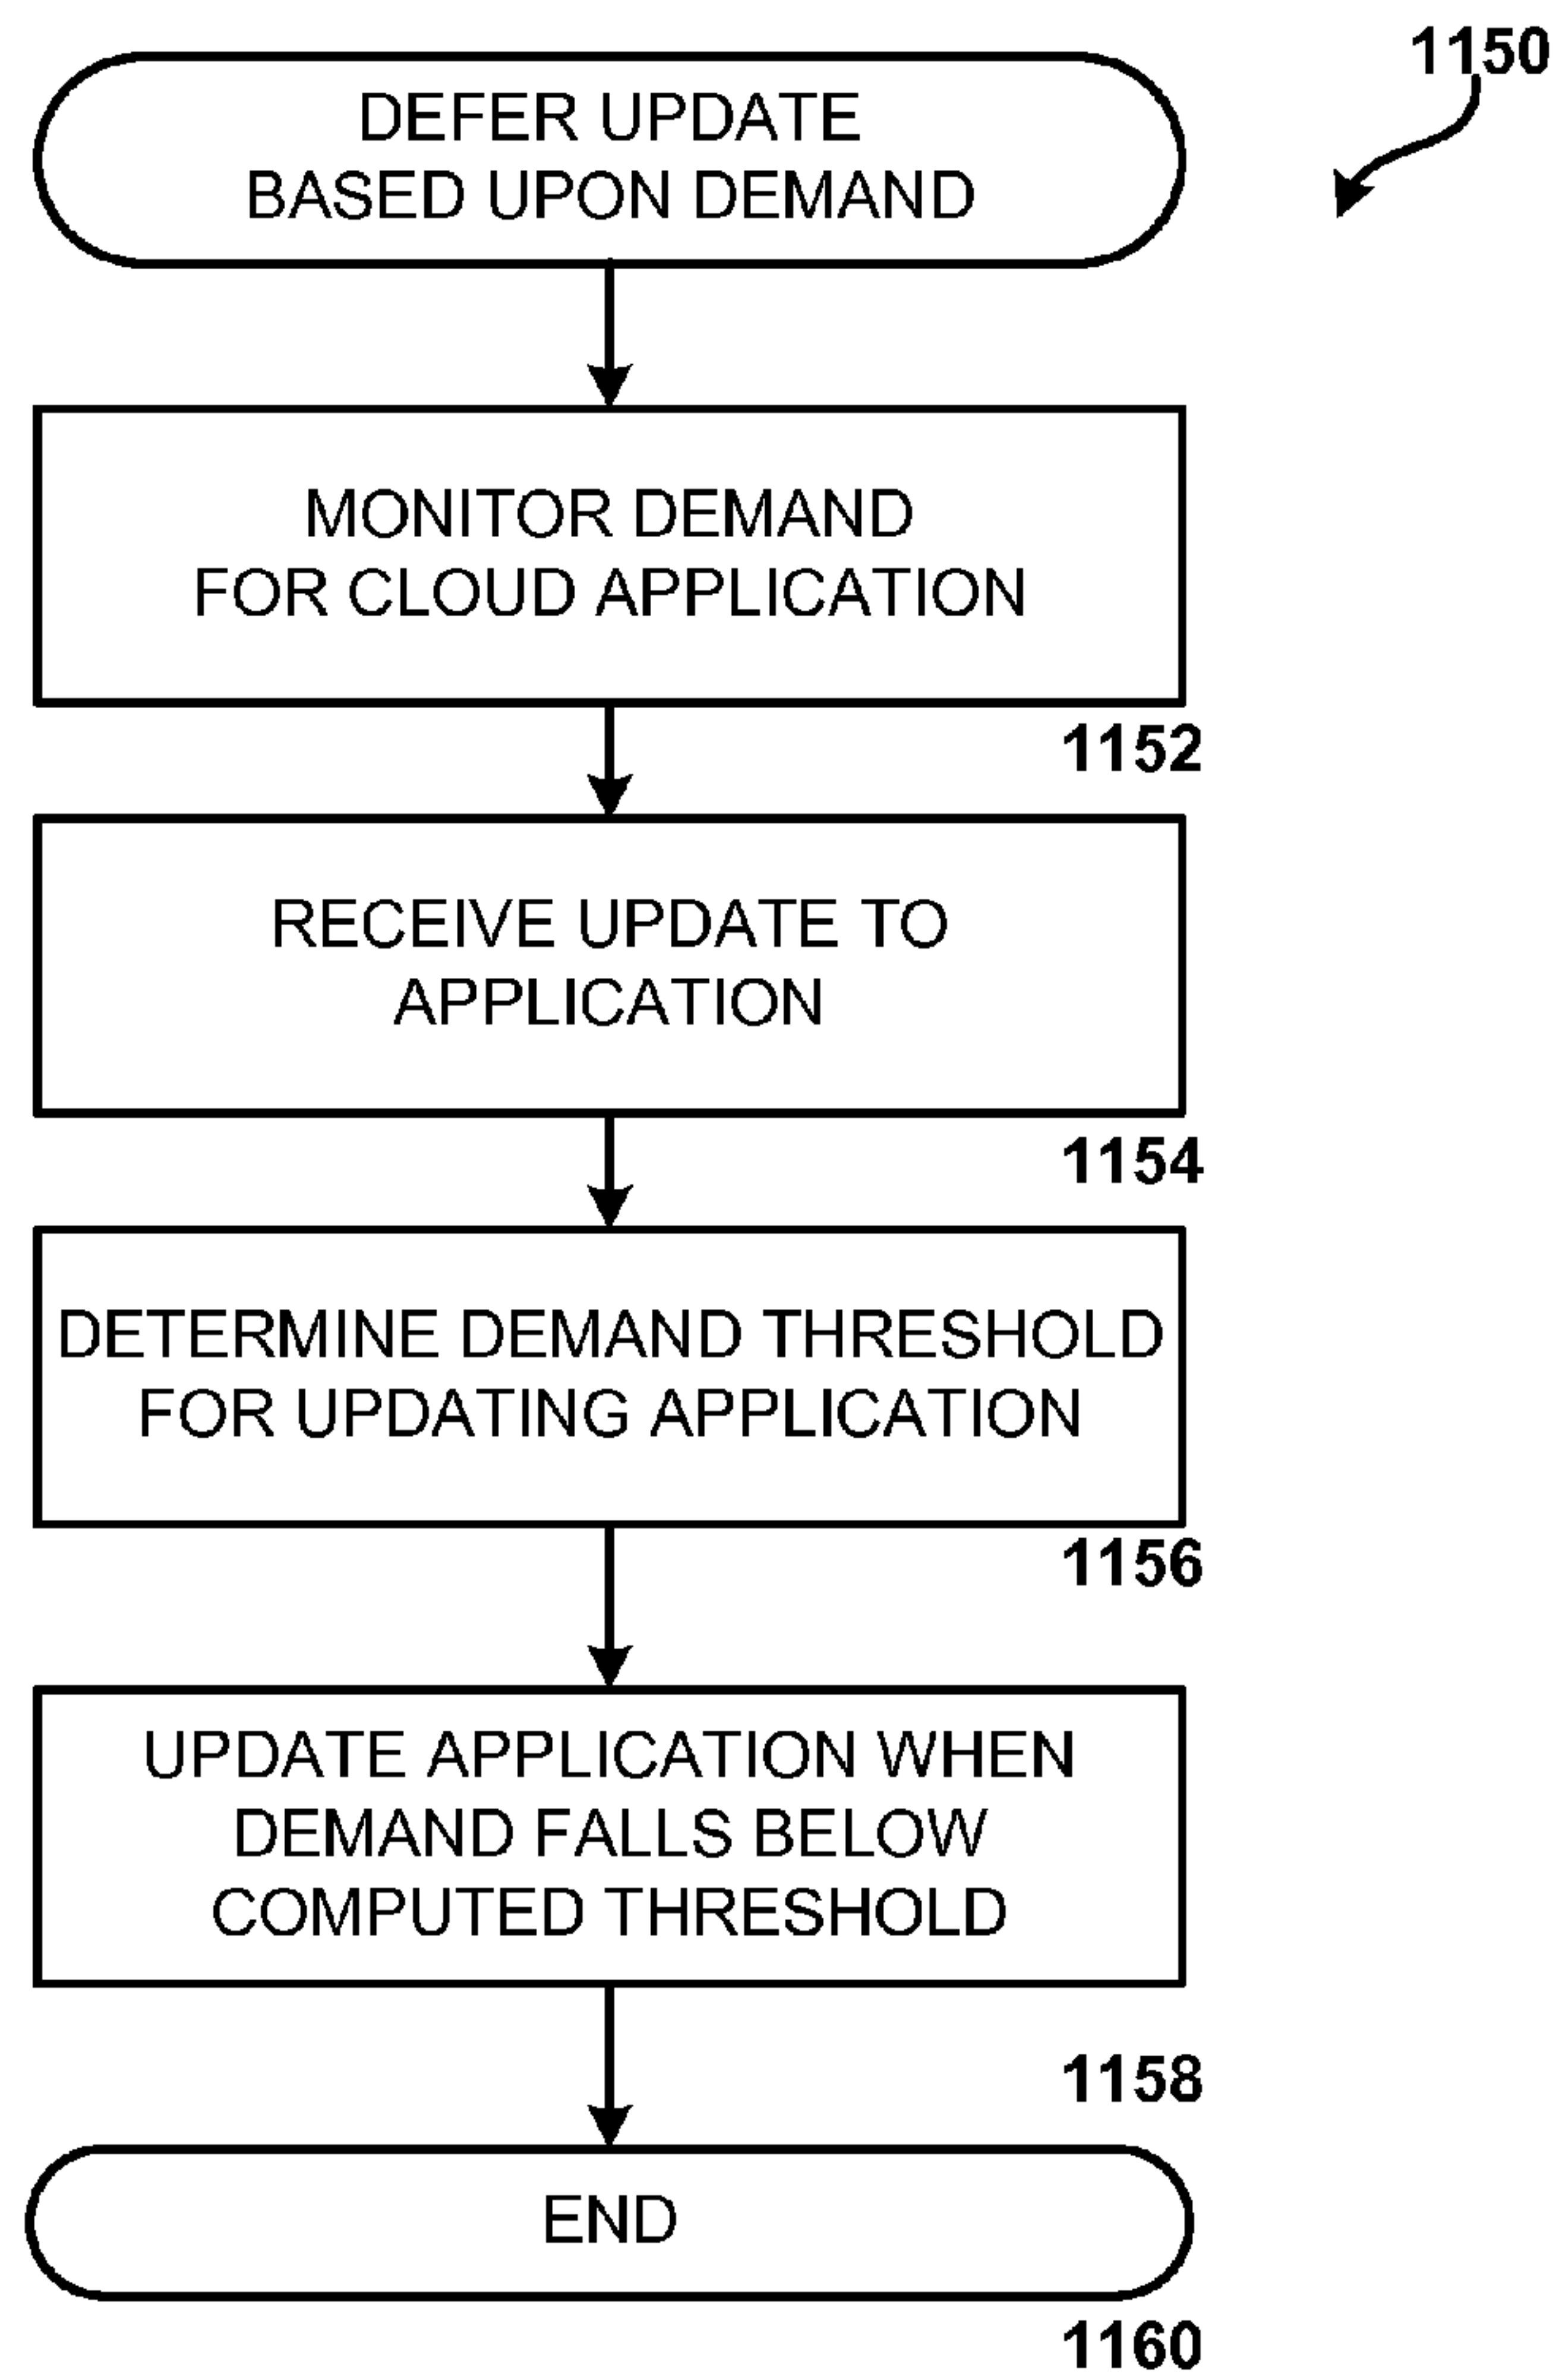 1150
DEFER UPDATE
BASED UPON DEMAND
MONITOR DEMAND
FOR CLOUD APPLICATION
1152
RECEIVE UPDATE TO
APPLICATION
1154
DETERMINE DEMAND THRESHOLD
FOR UPDATING APPLICATION
1156
UPDATE APPLICATION WHEN
DEMAND FALLS BELOW
COMPUTED THRESHOLD
1158
END
1160